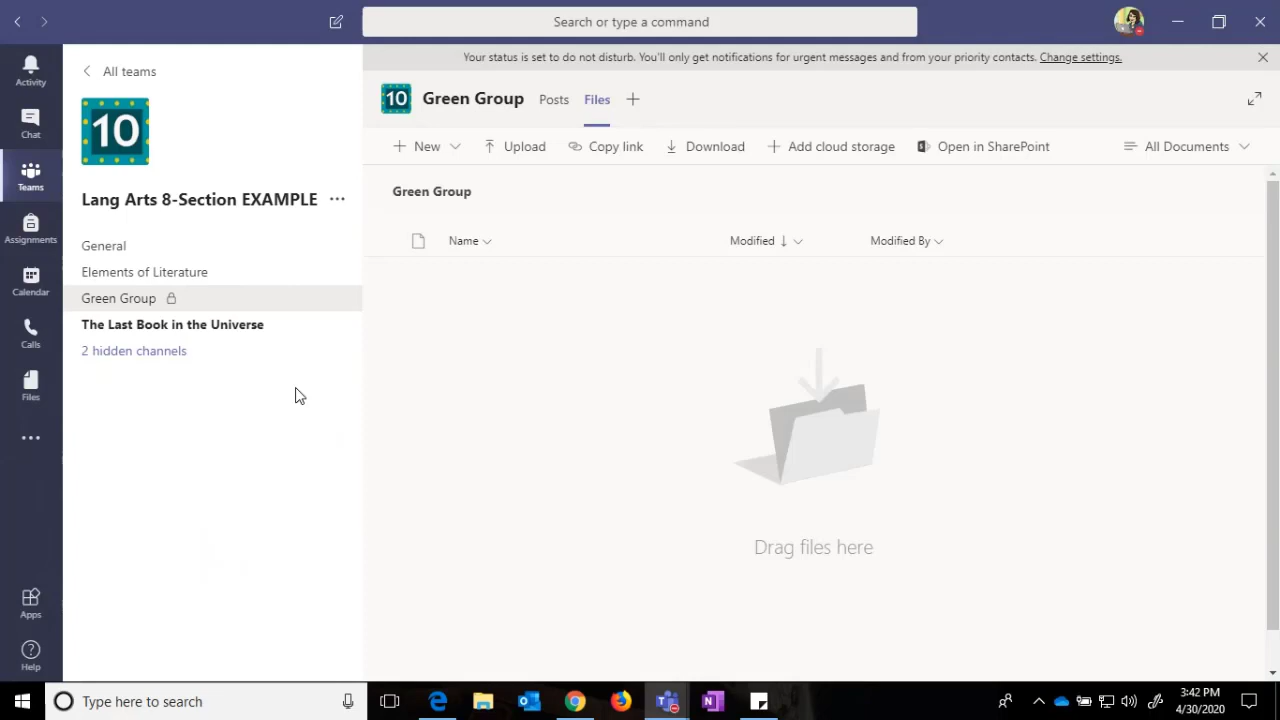 Search or type a command
Your status is set to do not disturb. You'll only get notifications for urgent messages and from your priority contacts. Change settings.
Activity
Chat
Teams
Assignments
Calendar
Calls
Files
Apps
Help
All teams
10
Lang Arts 8-Section EXAMPLE
General
Elements of Literature
Green Group
The Last Book in the Universe
2 hidden channels
10 Green Group Posts Files
New Upload Copy link Download Add cloud storage Open in SharePoint All Documents
Green Group
Name Modified Modified By
Drag files here
Type here to search
3:42 PM
4/30/2020